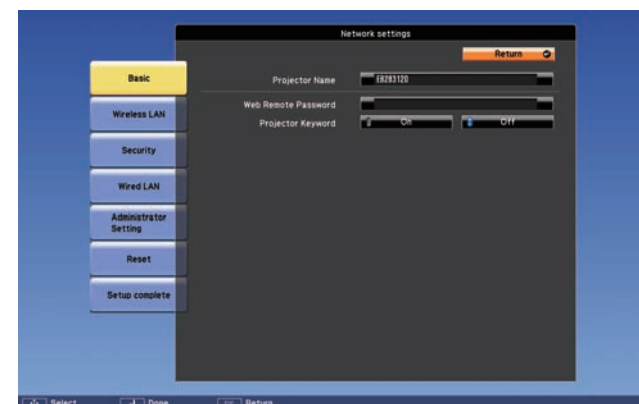 Network settings
Return
Basic
Projector Name
EB2B3120
Wireless LAN
Web Remote Password
Projector Keyword
On
Off
Security
Wired LAN
Administrator
Setting
Reset
Setup complete
Select
Done
Return